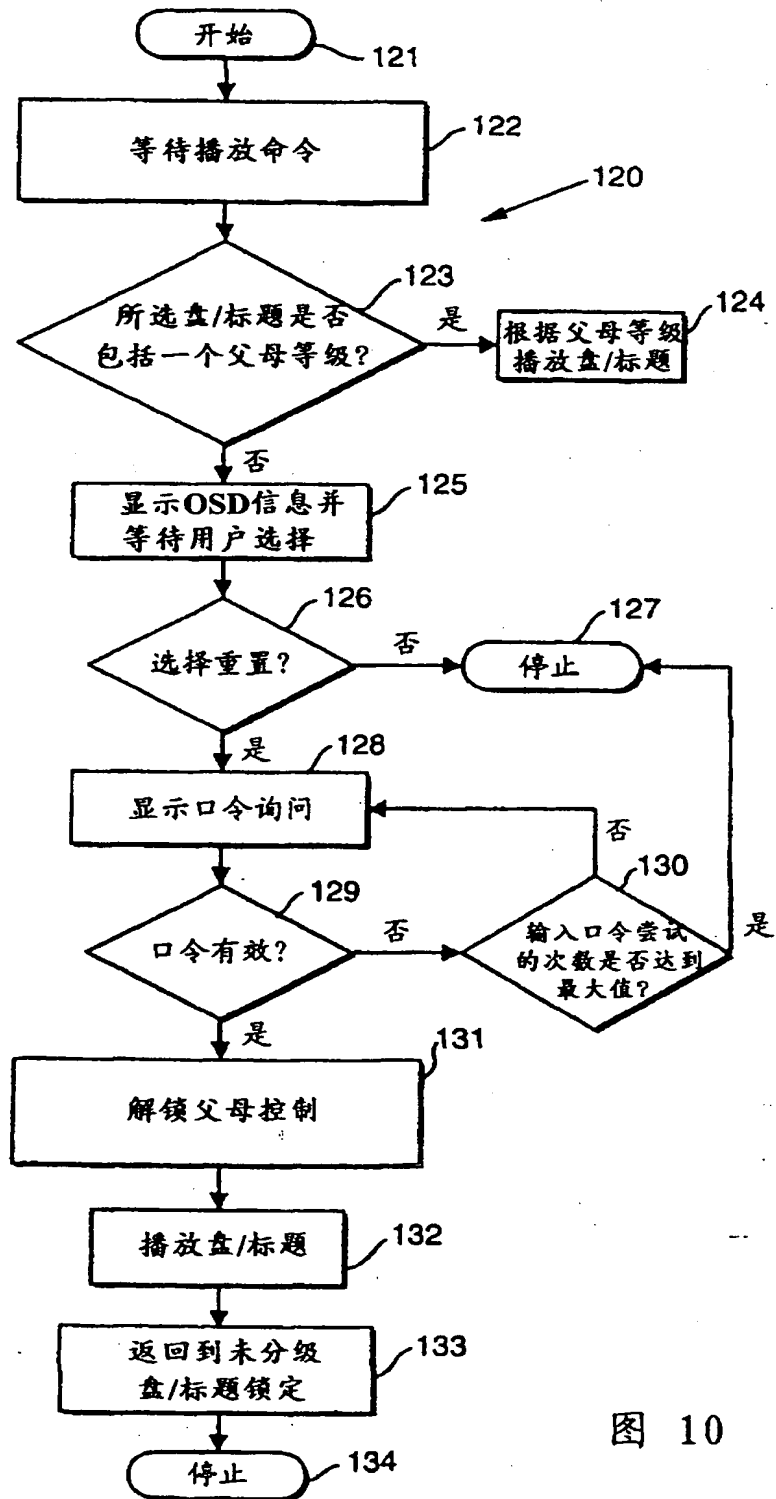 开始
121
等待播放命令
122
120
所选盘/标题是否
包括一个父母等级?
123
是
根据父母等级
播放盘/标题
124
否
显示OSD信息并
等待用户选择
125
选择重置?
126
否
停止
127
是
显示口令询问
128
否
口令有效?
129
否
输入口令尝试
的次数是否达到
最大值?
130
是
是
解锁父母控制
131
播放盘/标题
132
返回到未分级
盘/标题锁定
133
停止
134
图 10